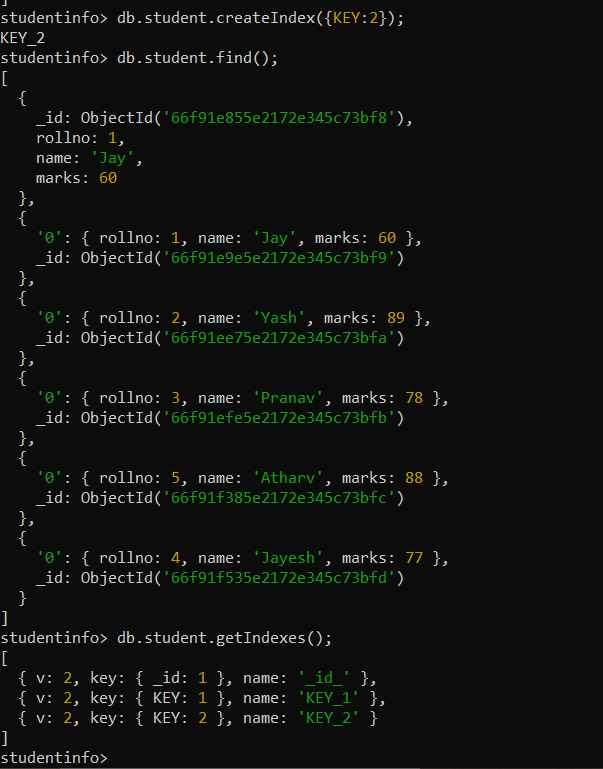 ]
studentinfo> db.student.createIndex({KEY:2});
KEY_2
studentinfo> db.student.find();
[
  {
    _id: ObjectId('66f91e855e2172e345c73bf8'),
    rollno: 1,
    name: 'Jay',
    marks: 60
  },
  {
    '0': { rollno: 1, name: 'Jay', marks: 60 },
    _id: ObjectId('66f91e9e5e2172e345c73bf9')
  },
  {
    '0': { rollno: 2, name: 'Yash', marks: 89 },
    _id: ObjectId('66f91ee75e2172e345c73bfa')
  },
  {
    '0': { rollno: 3, name: 'Pranav', marks: 78 },
    _id: ObjectId('66f91efe5e2172e345c73bfb')
  },
  {
    '0': { rollno: 5, name: 'Atharv', marks: 88 },
    _id: ObjectId('66f91f385e2172e345c73bfc')
  },
  {
    '0': { rollno: 4, name: 'Jayesh', marks: 77 },
    _id: ObjectId('66f91f535e2172e345c73bfd')
  }
]
studentinfo> db.student.getIndexes();
[
  { v: 2, key: { _id: 1 }, name: '_id_' },
  { v: 2, key: { KEY: 1 }, name: 'KEY_1' },
  { v: 2, key: { KEY: 2 }, name: 'KEY_2' }
]
studentinfo>